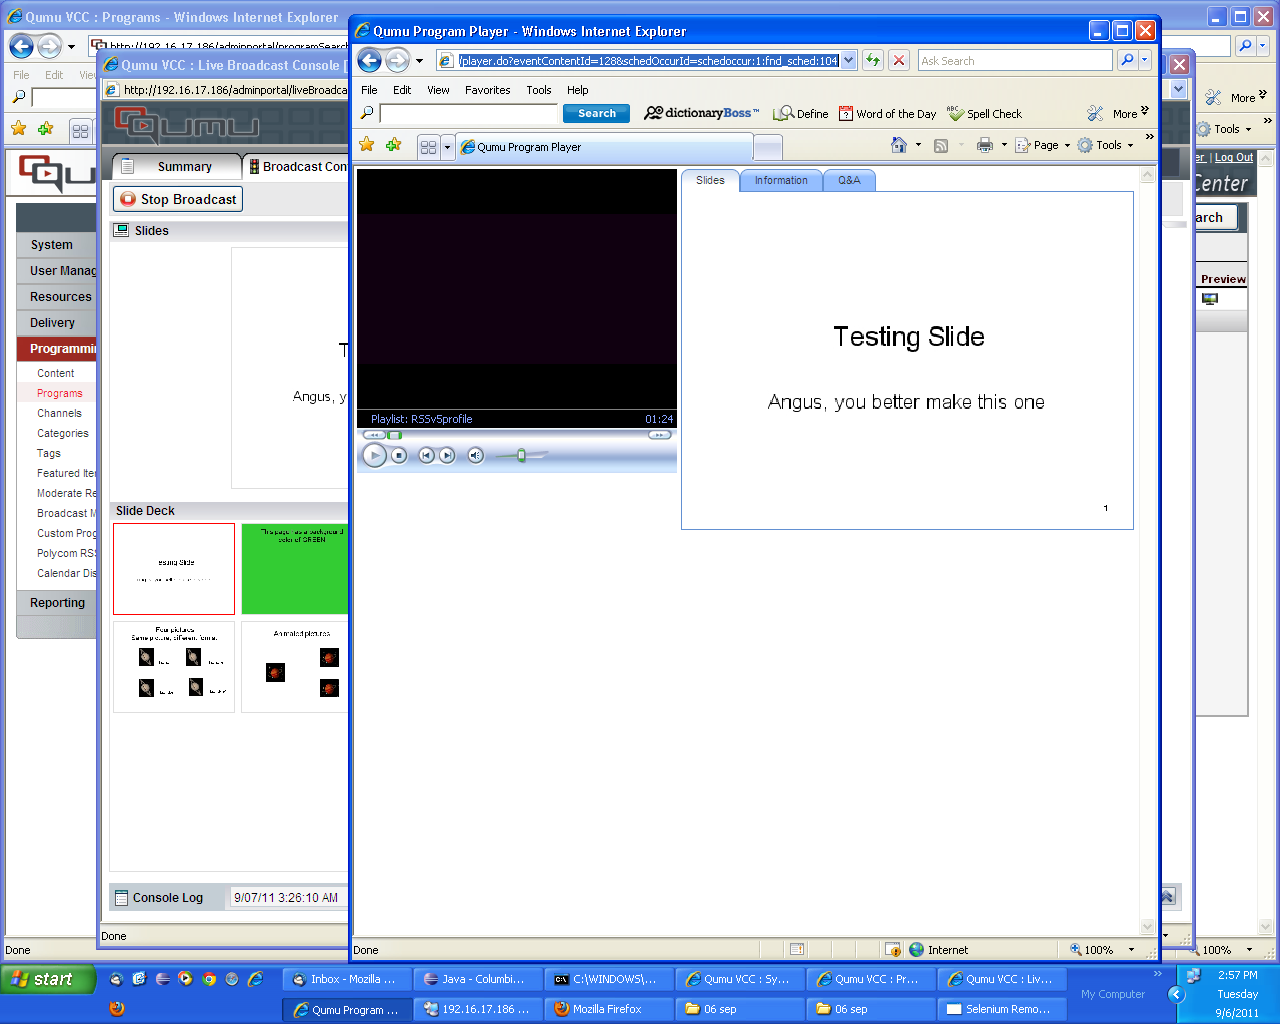 Qumu VCC : Programs - Windows Internet Explorer
http://192.16.17.186/adminportal/programSearch
File Edit View
Qumu VCC : Live Broadcast Console [
http://192.16.17.186/adminportal/liveBroadca
Qumu
Summary
Broadcast Con
Stop Broadcast
Slides
Angus, y
Slide Deck
Testing Slide
This page has a background
color of GREEN
Four pictures
Same picture, different format
Animated pictures
Console Log
9/07/11 3:26:10 AM
Done
System
User Manag
Resources
Delivery
Programmin
Content
Programs
Channels
Categories
Tags
Featured Iter
Moderate Re
Broadcast M
Custom Prog
Polycom RSS
Calendar Dis
Reporting
Done
Qumu Program Player - Windows Internet Explorer
/player.do?eventContentId=128&schedOccurId=schedoccur:1:fnd_sched:104
Ask Search
File Edit View Favorites Tools Help
Search
dictionaryBoss™
Define
Word of the Day
Spell Check
More
Qumu Program Player
Page
Tools
Slides
Information
Q&A
Testing Slide
Angus, you better make this one
1
Playlist: RSSv5profile
01:24
Done
Internet
100%
More
Tools
er | Log Out
Center
arch
Preview
100%
start
Inbox - Mozilla ...
Java - Columbi...
C:\WINDOWS\...
Qumu VCC : Sy...
Qumu VCC : Pr...
Qumu VCC : Liv...
Qumu Program ...
192.16.17.186 ...
Mozilla Firefox
06 sep
06 sep
Selenium Remo...
My Computer
2:57 PM
Tuesday
9/6/2011